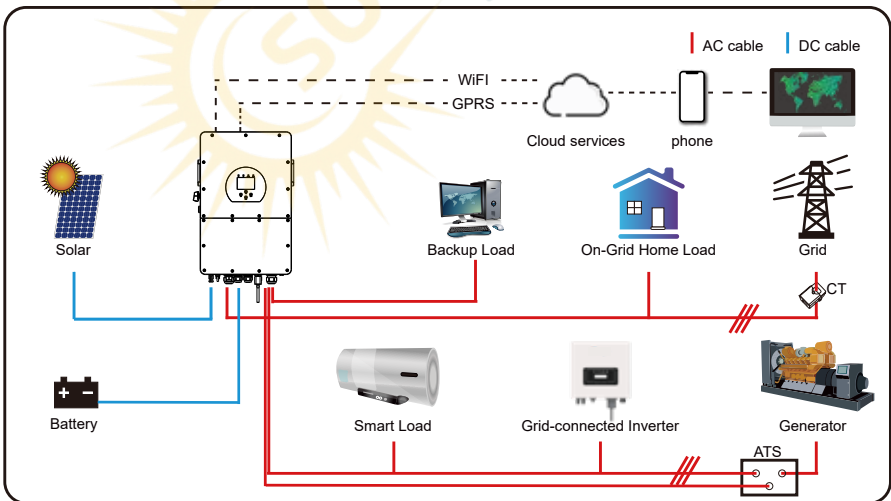 AC cable
DC cable
WiFI
GPRS
Cloud services
phone
Solar
Backup Load
On-Grid Home Load
Grid
CT
Battery
Smart Load
Grid-connected Inverter
Generator
ATS